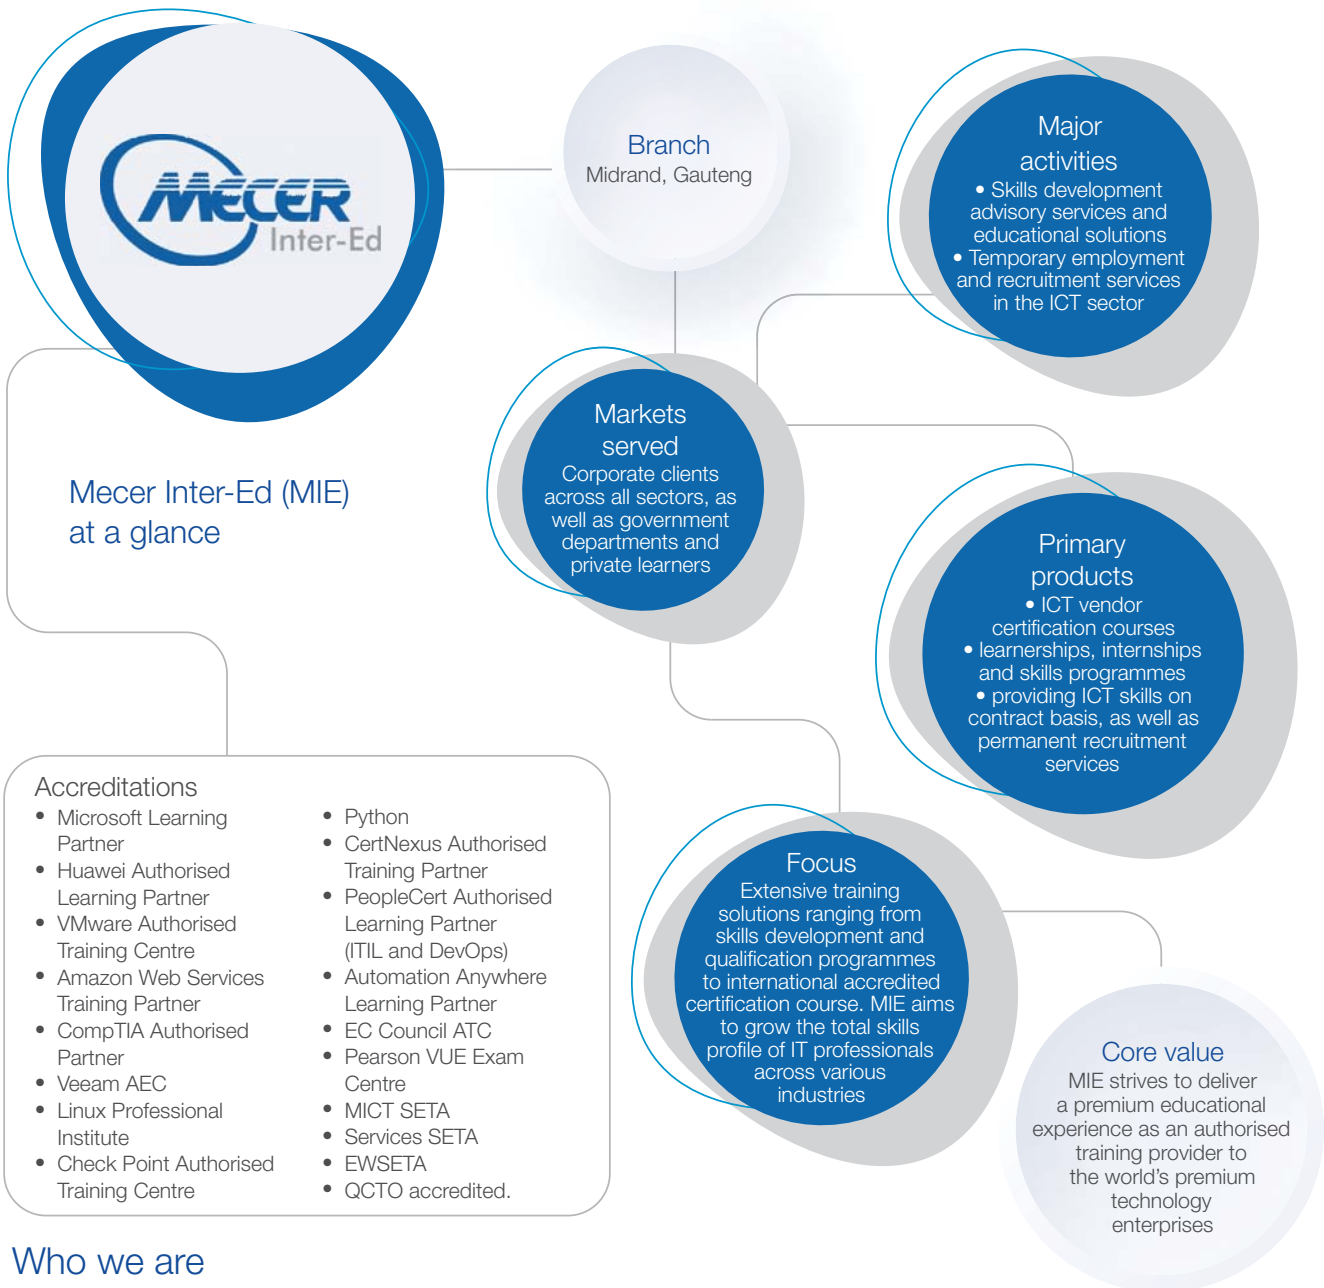 MECER
Inter-Ed
Branch
Midrand, Gauteng
Major
activities
• Skills development
advisory services and
educational solutions
• Temporary employment
and recruitment services
in the ICT sector
Markets
served
Corporate clients
across all sectors, as
well as government
departments and
private learners
Mecer Inter-Ed (MIE)
at a glance
Primary
products
• ICT vendor
certification courses
• learnerships, internships
and skills programmes
• providing ICT skills on
contract basis, as well as
permanent recruitment
services
Accreditations
• Microsoft Learning
Partner
• Huawei Authorised
Learning Partner
• VMware Authorised
Training Centre
• Amazon Web Services
Training Partner
• CompTIA Authorised
Partner
• Veeam AEC
• Linux Professional
Institute
• Check Point Authorised
Training Centre
• Python
• CertNexus Authorised
Training Partner
• PeopleCert Authorised
Learning Partner
(ITIL and DevOps)
• Automation Anywhere
Learning Partner
• EC Council ATC
• Pearson VUE Exam
Centre
• MICT SETA
• Services SETA
• EWSETA
• QCTO accredited.
Focus
Extensive training
solutions ranging from
skills development and
qualification programmes
to international accredited
certification course. MIE aims
to grow the total skills
profile of IT professionals
across various
industries
Core value
MIE strives to deliver
a premium educational
experience as an authorised
training provider to
the world's premium
technology
enterprises
Who we are